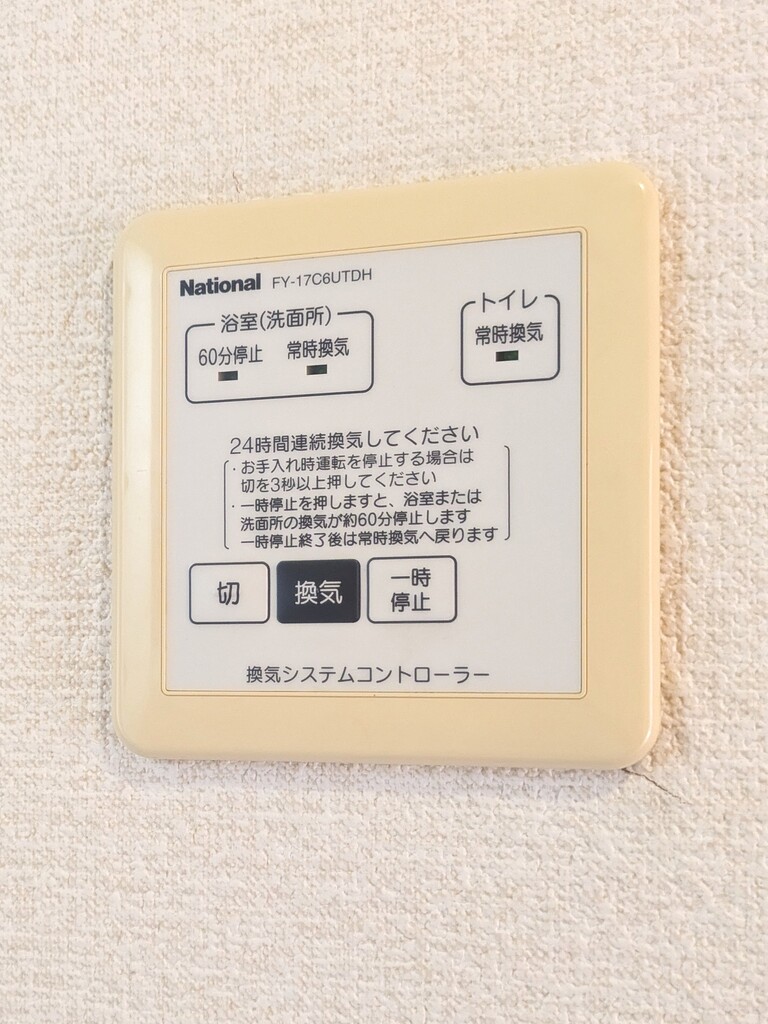 National FY-17C6UTDH
浴室(洗面所)
60分停止 常時換気
トイレ
常時換気
24時間連続換気してください
・お手入れ時運転を停止する場合は
切を3秒以上押してください
・一時停止を押しますと、浴室または
洗面所の換気が約60分停止します
一時停止終了後は常時換気へ戻ります
切
換気
一時
停止
換気システムコントローラー